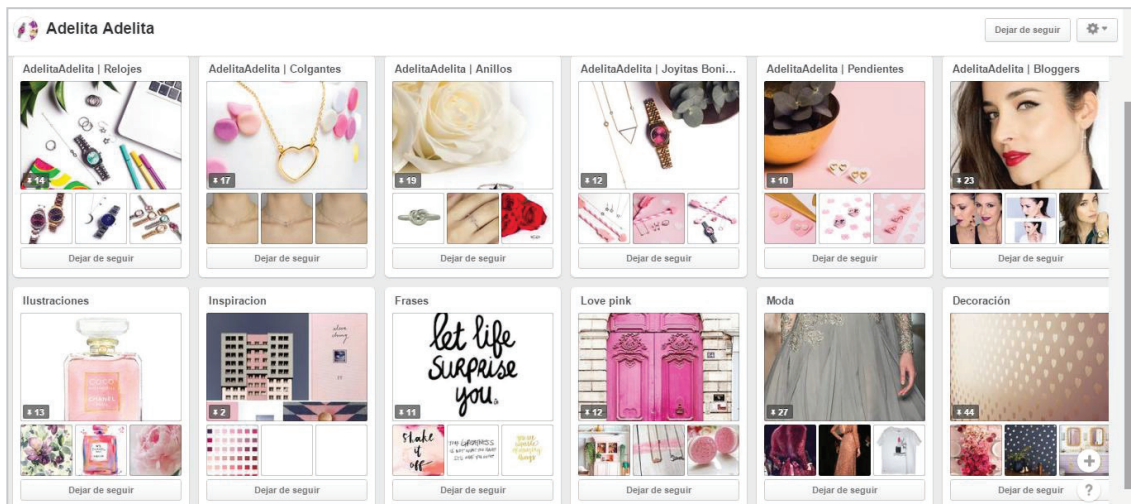 Adelita Adelita
Dejar de seguir
AdelitaAdelita | Relojes
AdelitaAdelita | Colgantes
AdelitaAdelita | Anillos
AdelitaAdelita | Joyitas Boni...
AdelitaAdelita | Pendientes
AdelitaAdelita | Bloggers
14
17
19
12
10
23
Dejar de seguir
Dejar de seguir
Dejar de seguir
Dejar de seguir
Dejar de seguir
Dejar de seguir
Ilustraciones
Inspiracion
Frases
Love pink
Moda
Decoración
COCO
CHANEL
let life
SURPRISE
you.
13
2
11
12
27
44
shake
it
off
Dejar de seguir
Dejar de seguir
Dejar de seguir
Dejar de seguir
Dejar de seguir
Dejar de seguir
+
?